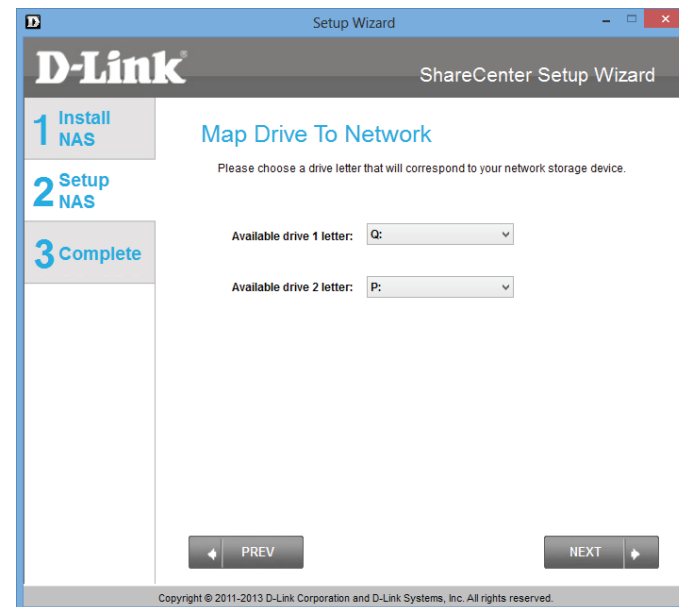 Setup Wizard
D-Link®
ShareCenter Setup Wizard
1 Install
NAS
2 Setup
NAS
3 Complete
Map Drive To Network
Please choose a drive letter that will correspond to your network storage device.
Available drive 1 letter: Q:
Available drive 2 letter: P:
PREV
NEXT
Copyright © 2011-2013 D-Link Corporation and D-Link Systems, Inc. All rights reserved.